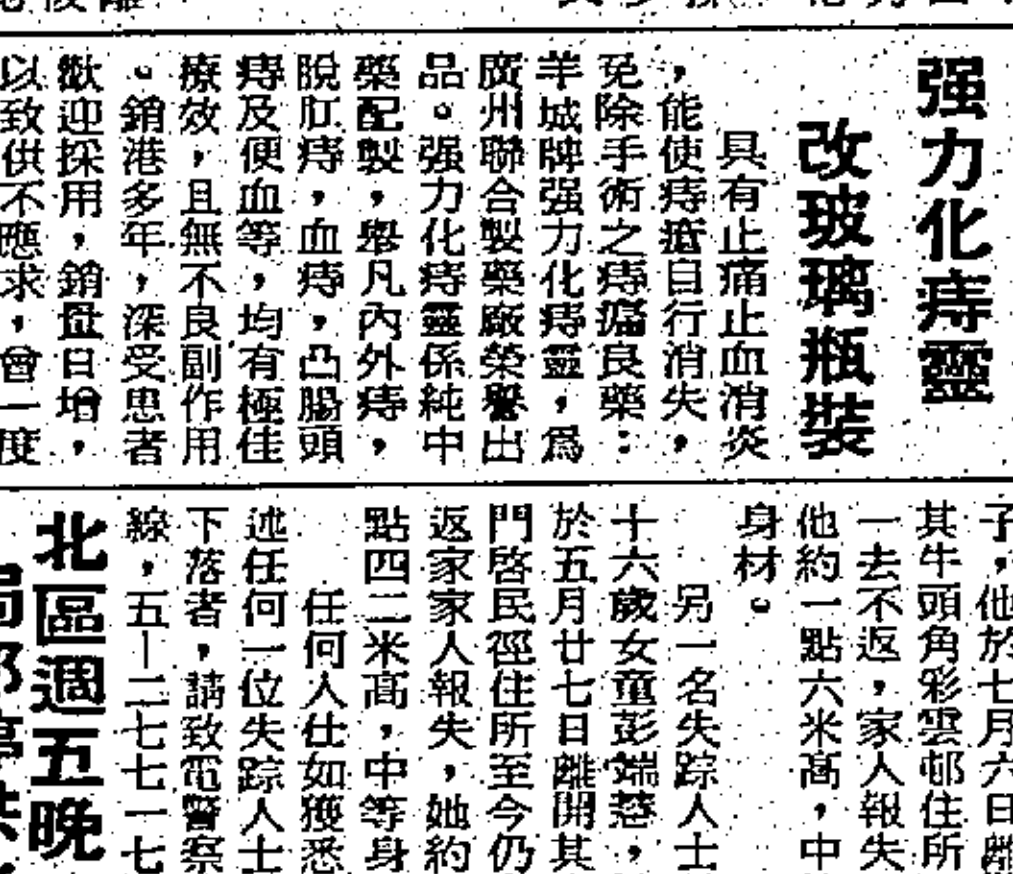 强力化痔靈
改玻璃瓶裝
具有止痛止血消炎
，能使痔瘡自行消失，
免除手術之痔瘡良藥：
羊城牌强力化痔靈，爲
廣州聯合製藥廠榮譽出
品。强力化痔靈係純中
藥配製，舉凡內外痔，
脫肛痔，血痔，凸腸頭
痔及便血等，均有極佳
療效，且無不良副作用
。銷港多年，深受患者
歡迎採用，銷量日增，
以致供不應求，曾一度
子，他於七月六日離
其牛頭角彩雲邨住所
一去不返，家人報失
他約一點六米高，中
身材。
另一名失踪人士
十六歲女童彭端慈，
於五月廿七日離開其
門啓民徑住所至今仍
返家家人報失，她約
點四二米高，中等身
任何人仕如獲悉
述任何一位失踪人士
下落者，請致電警察
線，五－二七七一七
北區週五晚